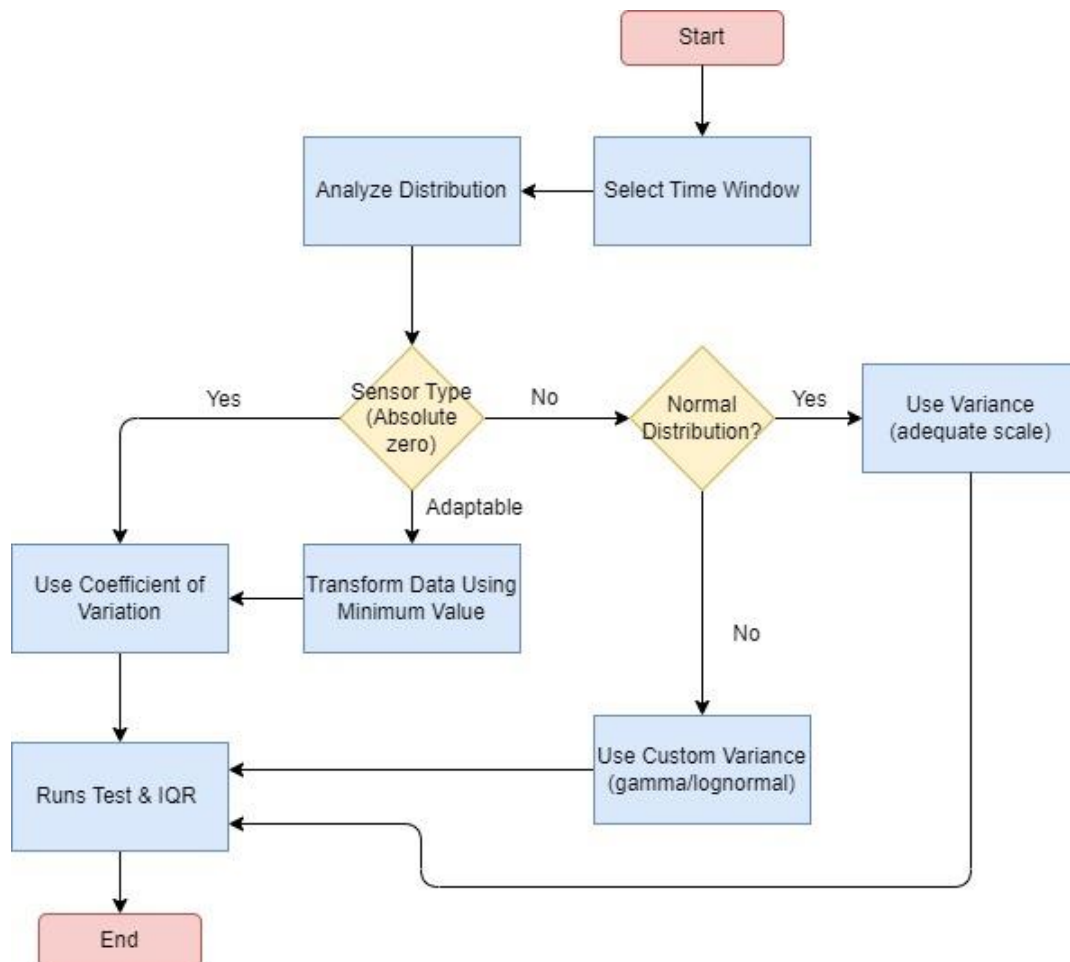 Start
Analyze Distribution
Select Time Window
Yes
Sensor Type
(Absolute
zero)
No
Normal
Distribution?
Yes
Use Variance
(adequate scale)
Adaptable
Use Coefficient of
Variation
Transform Data Using
Minimum Value
No
Use Custom Variance
(gamma/lognormal)
Runs Test & IQR
End